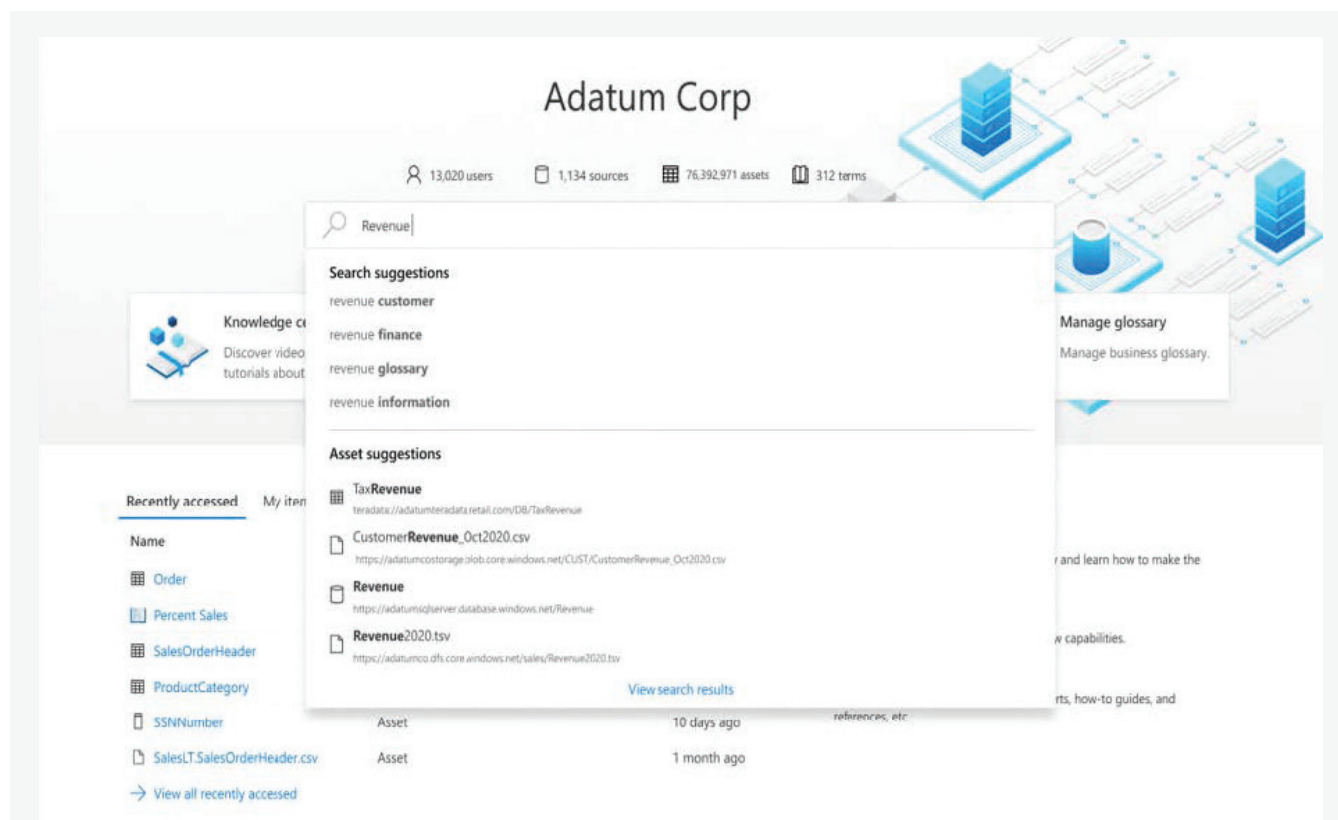 Adatum Corp
13,020 users 1,134 sources 76,392,971 assets 312 terms
Revenue
Search suggestions
revenue customer
revenue finance
revenue glossary
revenue information
Asset suggestions
TaxRevenue
teradata://adatumteradata.retail.com/DB/TaxRevenue
CustomerRevenue_Oct2020.csv
https://adatumcostorage.blob.core.windows.net/CUST/CustomerRevenue_Oct2020.csv
Revenue
https://adatumsqlserver.database.windows.net/Revenue
Revenue2020.tsv
https://adatumco.dfs.core.windows.net/sales/Revenue2020.tsv
View search results
Knowledge ce
Discover video
tutorials about
Manage glossary
Manage business glossary.
Recently accessed My iten
Name
Order
Percent Sales
SalesOrderHeader
ProductCategory
SSNNumber Asset 10 days ago
SalesLT.SalesOrderHeader.csv Asset 1 month ago
View all recently accessed
and learn how to make the
w capabilities.
rts, how-to guides, and
references, etc